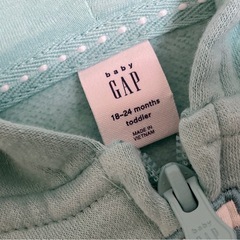 baby
GAP
18-24 months
toddler
MADE IN
VIETNAM